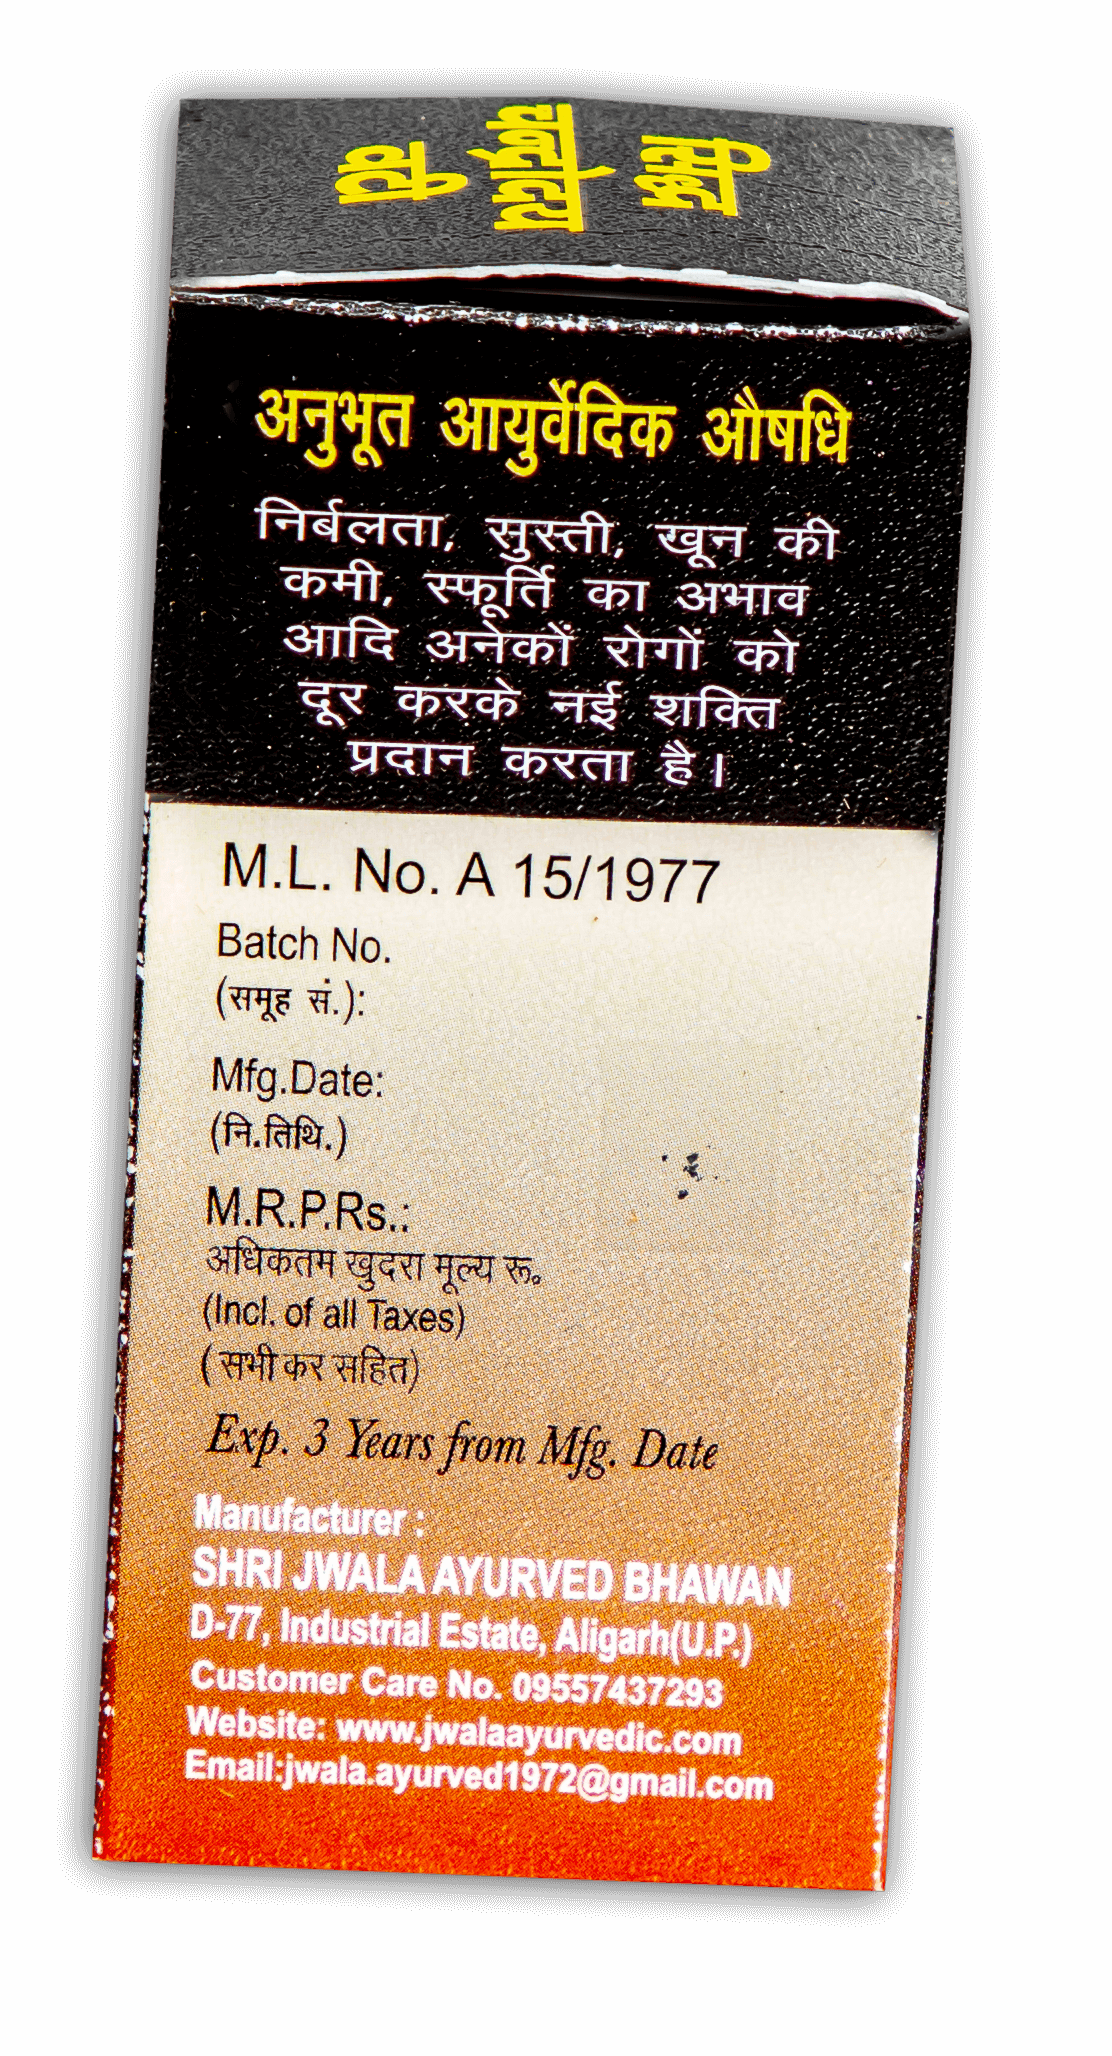 सिद्ध
चन्द्रोदय
वटी
अनुभूत आयुर्वेदिक औषधि
निर्बलता, सुस्ती, खून की
कमी, स्फूर्ति का अभाव
आदि अनेकों रोगों को
दूर करके नई शक्ति
प्रदान करता है।
M.L. No. A 15/1977
Batch No.
(समूह सं.):
Mfg.Date:
(नि.तिथि.)
M.R.P.Rs.:
अधिकतम खुदरा मूल्य रू॰
(Incl. of all Taxes)
( सभी कर सहित)
Exp. 3 Years from Mfg. Date
Manufacturer :
SHRI JWALA AYURVED BHAWAN
D-77, Industrial Estate, Aligarh(U.P.)
Customer Care No. 09557437293
Website: www.jwalaayurvedic.com
Email:jwala.ayurved1972@gmail.com